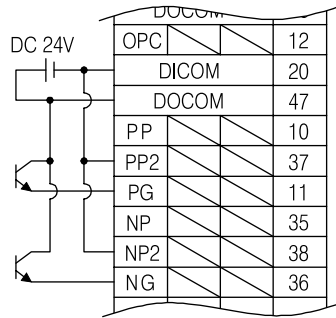 DOCOM
DC 24V
OPC 12
DICOM 20
DOCOM 47
PP 10
PP2 37
PG 11
NP 35
NP2 38
NG 36